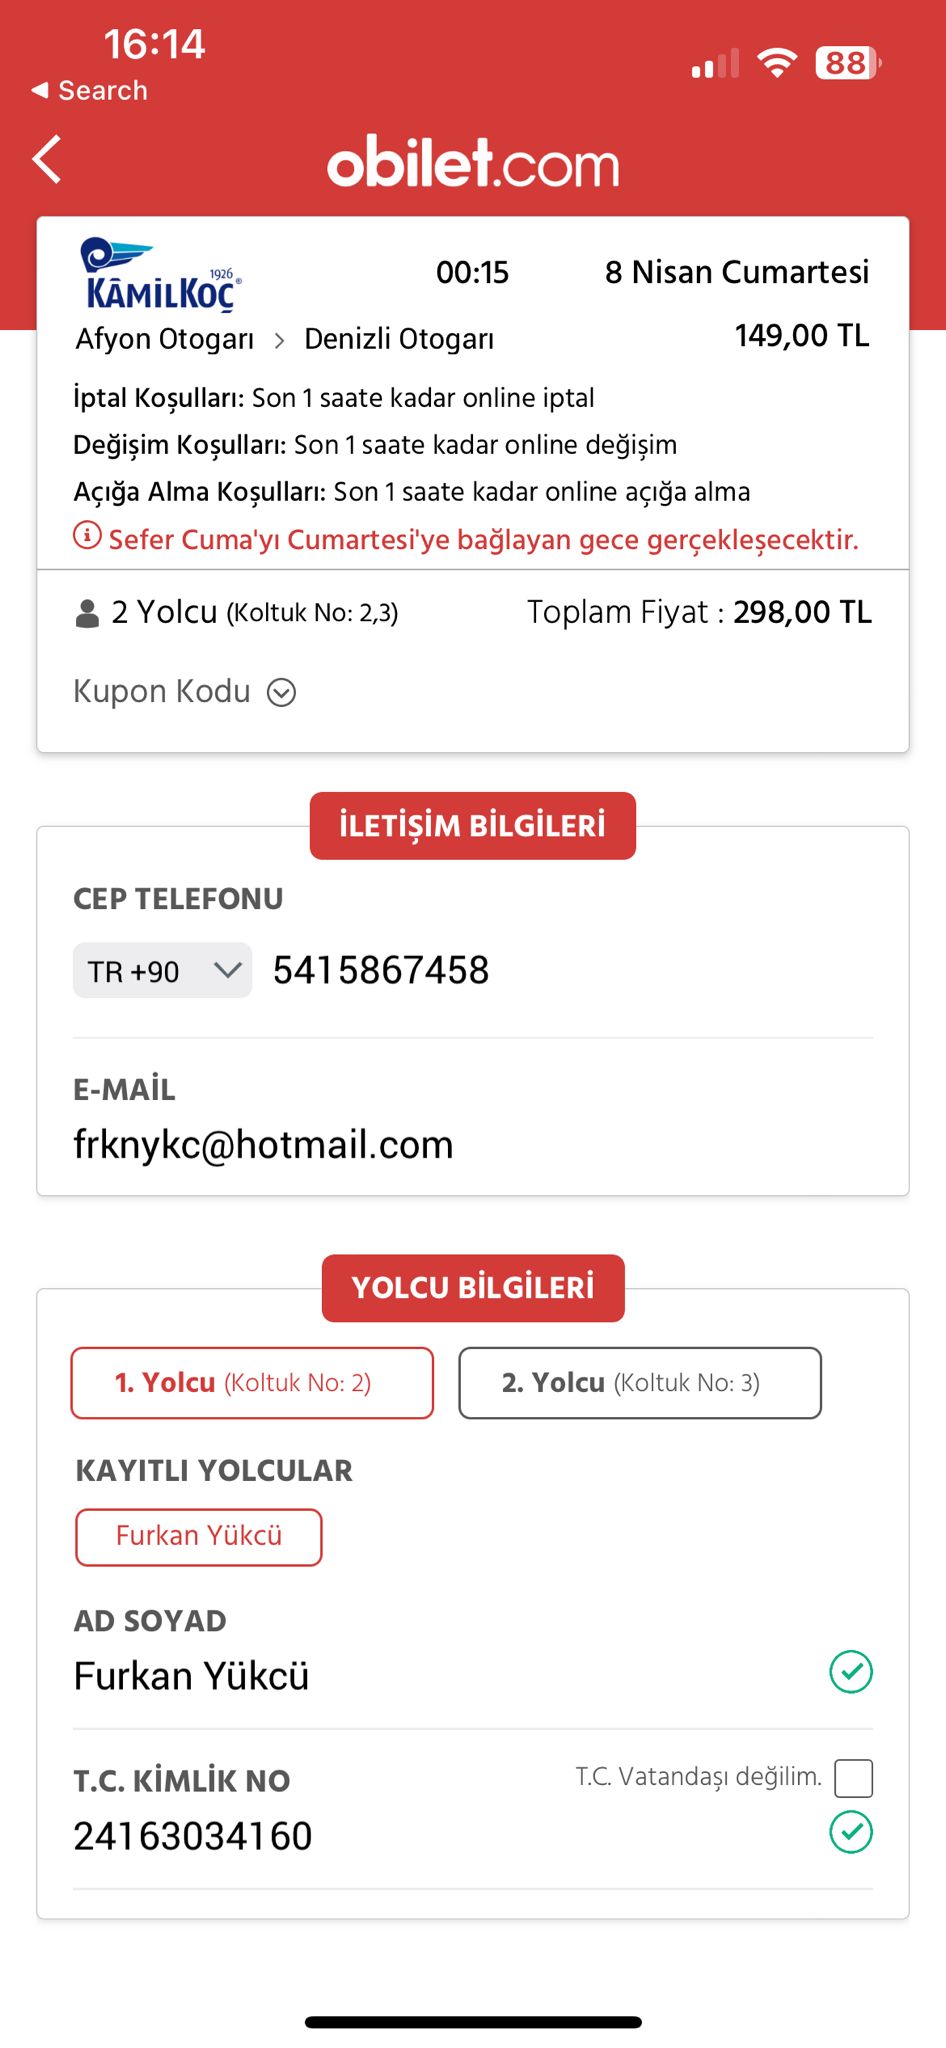 16:14
88
◀ Search
obilet.com
1926
KÂMİLKOÇ®
00:15
8 Nisan Cumartesi
Afyon Otogarı > Denizli Otogarı
149,00 TL
İptal Koşulları: Son 1 saate kadar online iptal
Değişim Koşulları: Son 1 saate kadar online değişim
Açığa Alma Koşulları: Son 1 saate kadar online açığa alma
Sefer Cuma'yı Cumartesi'ye bağlayan gece gerçekleşecektir.
2 Yolcu (Koltuk No: 2,3)
Toplam Fiyat : 298,00 TL
Kupon Kodu
İLETİŞİM BİLGİLERİ
CEP TELEFONU
TR +90
5415867458
E-MAİL
frknykc@hotmail.com
YOLCU BİLGİLERİ
1. Yolcu (Koltuk No: 2)
2. Yolcu (Koltuk No: 3)
KAYITLI YOLCULAR
Furkan Yükcü
AD SOYAD
Furkan Yükcü
T.C. KİMLİK NO
T.C. Vatandaşı değilim.
24163034160